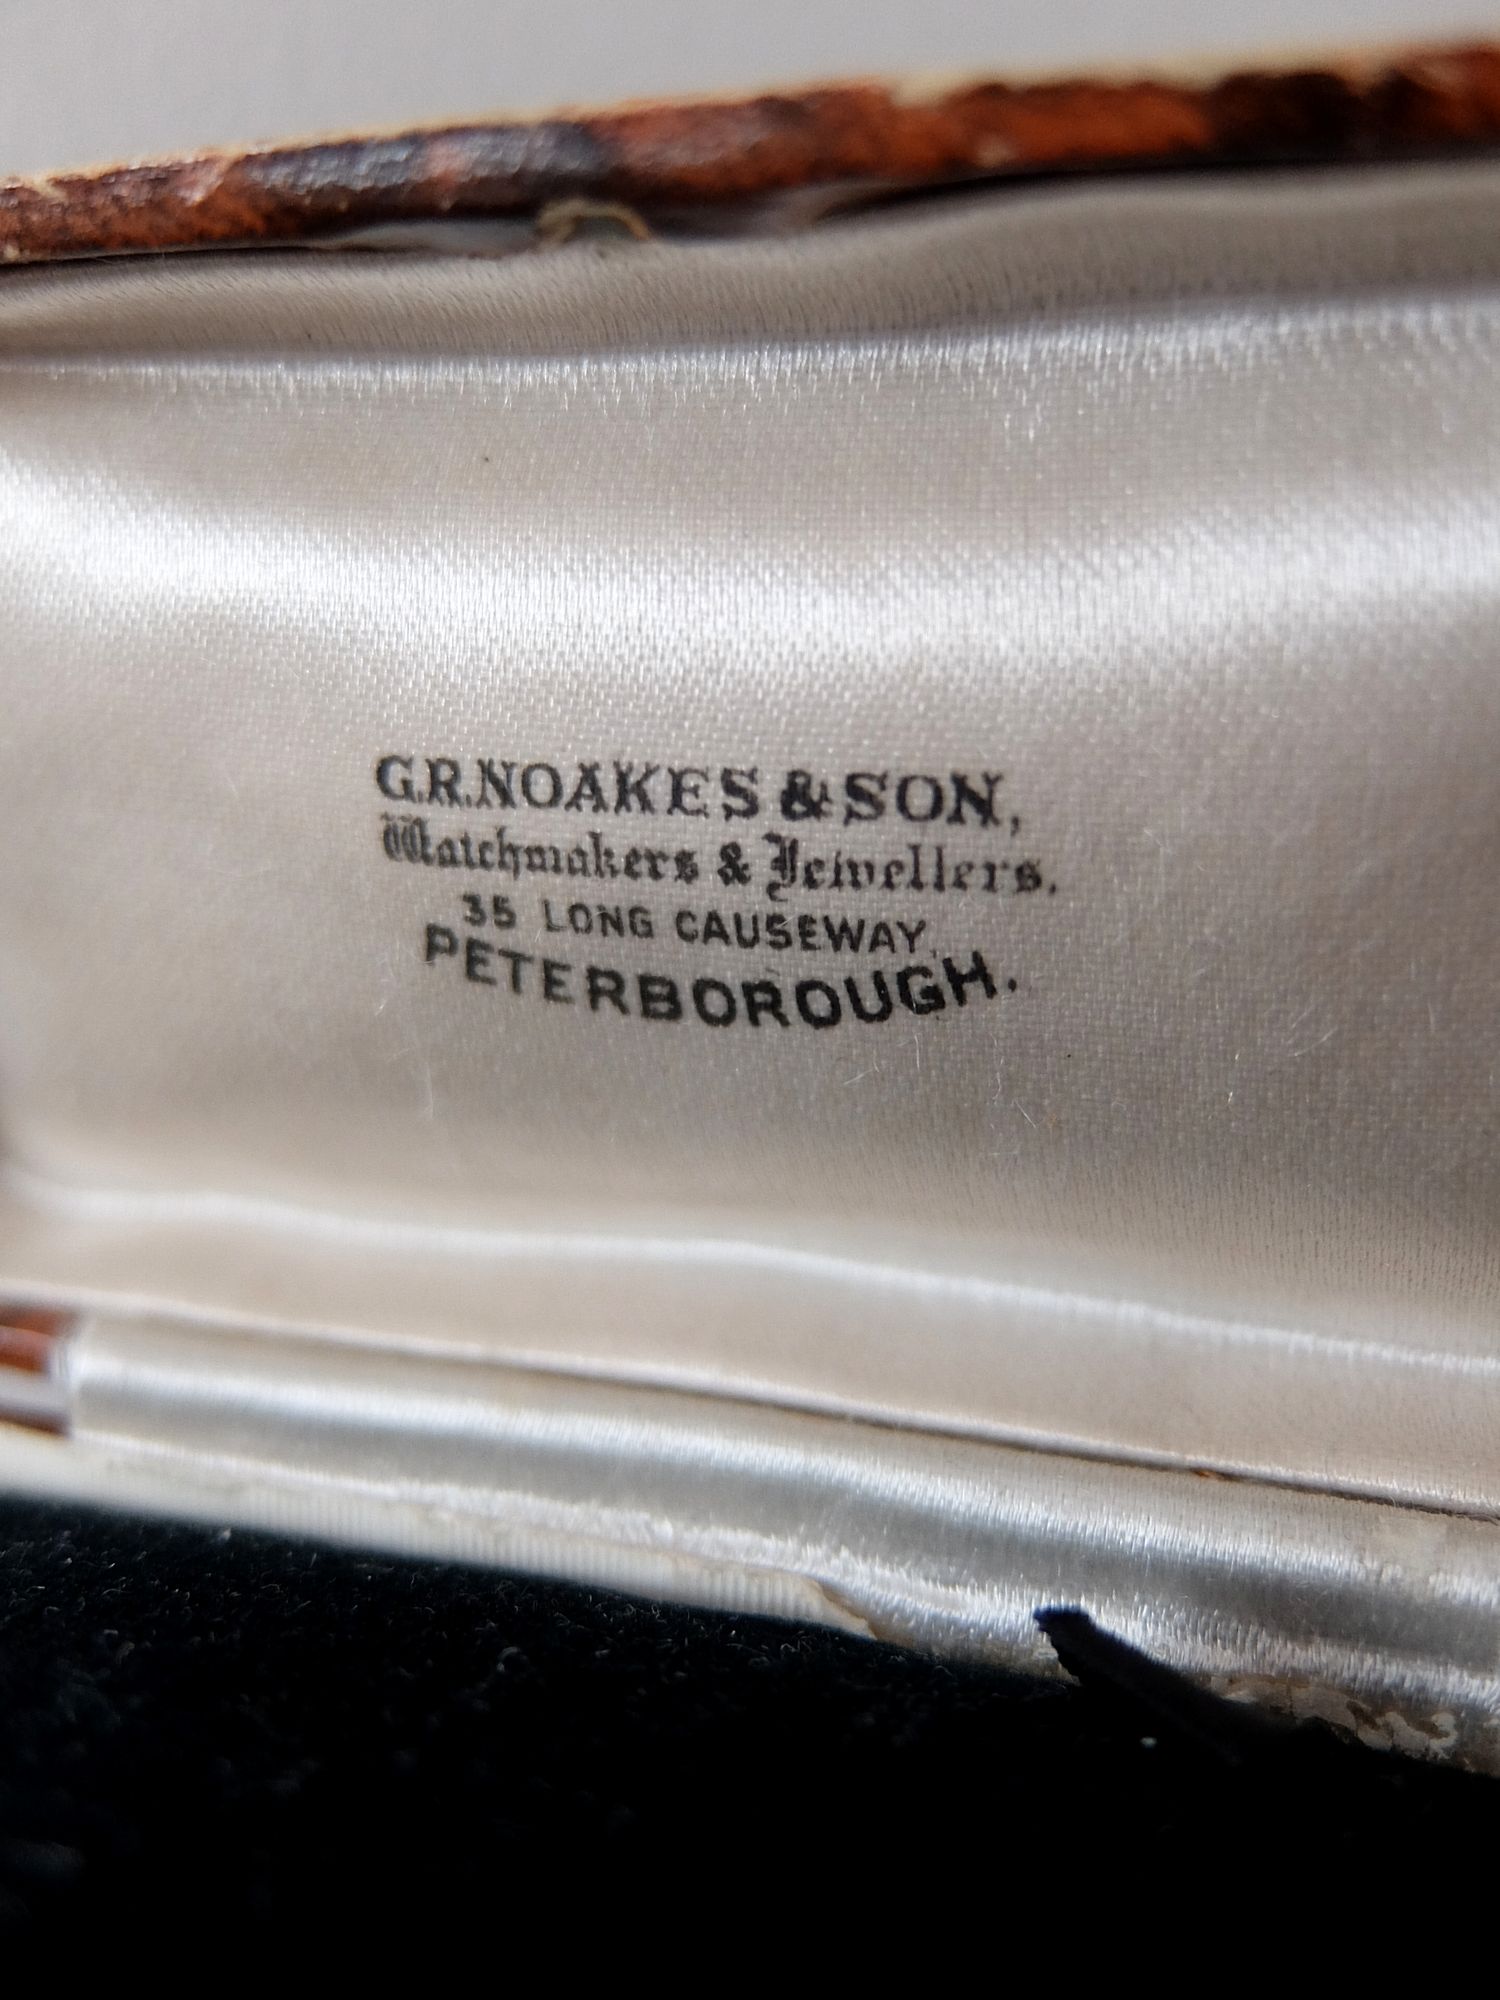 G.R.NOAKES & SON,
Watchmakers & Jewellers.
35 LONG CAUSEWAY,
PETERBOROUGH.